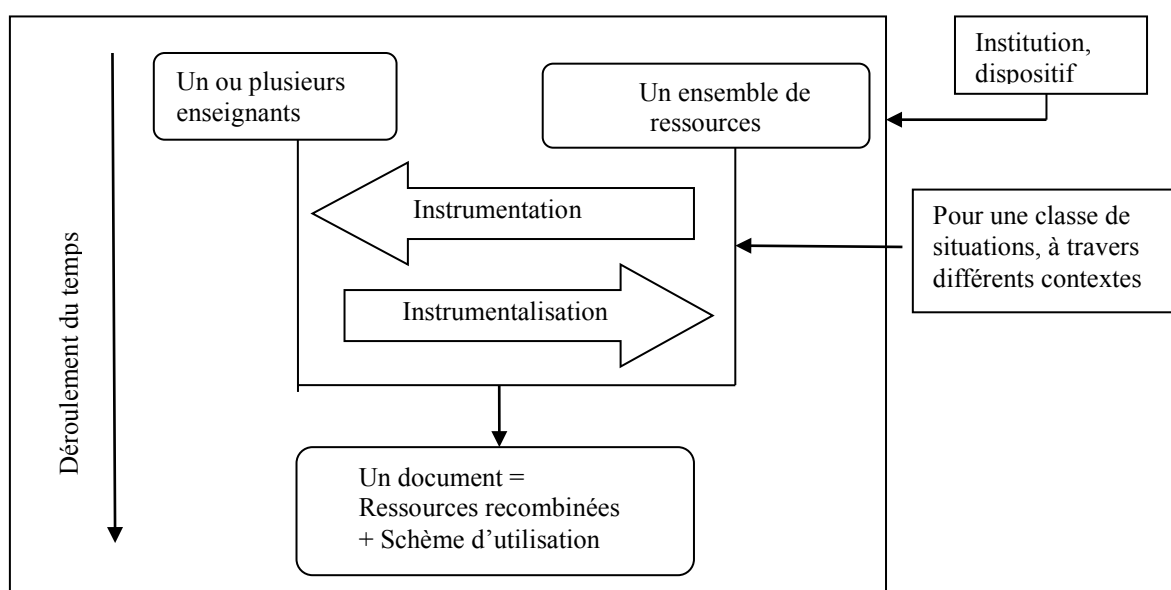 Un ou plusieurs
enseignants
Un ensemble de
ressources
Institution,
dispositif
Instrumentation
Instrumentalisation
Pour une classe de
situations, à travers
différents contextes
Déroulement du temps
Un document =
Ressources recombinées
+ Schème d’utilisation